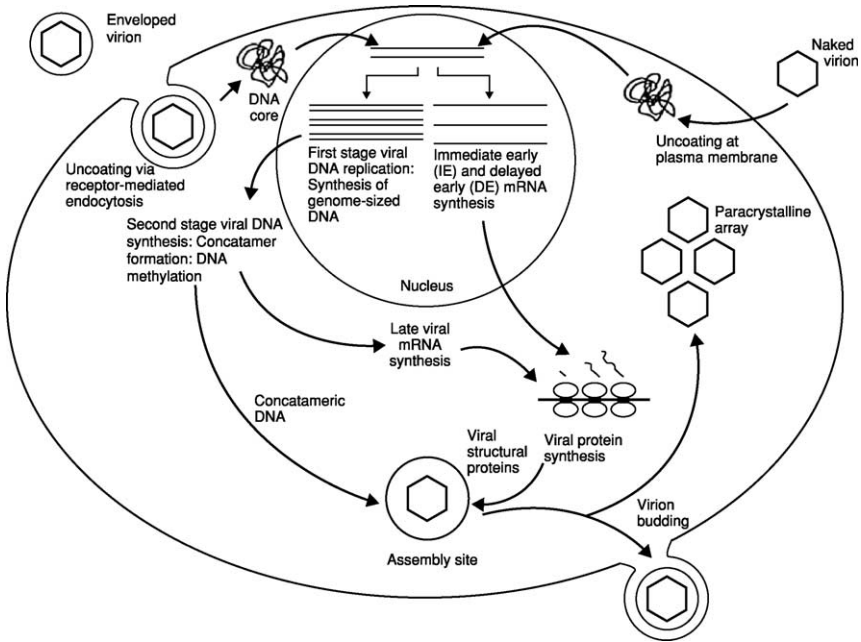 Enveloped
virion
DNA
core
Naked
virion
Uncoating at
plasma membrane
Uncoating via
receptor-mediated
endocytosis
First stage viral
DNA replication:
Synthesis of
genome-sized
DNA
Immediate early
(IE) and delayed
early (DE) mRNA
synthesis
Paracrystalline
array
Second stage viral DNA
synthesis: Concatamer
formation: DNA
methylation
Nucleus
Late viral
mRNA
synthesis
Concatameric
DNA
Viral
structural
proteins
Viral protein
synthesis
Virion
budding
Assembly site